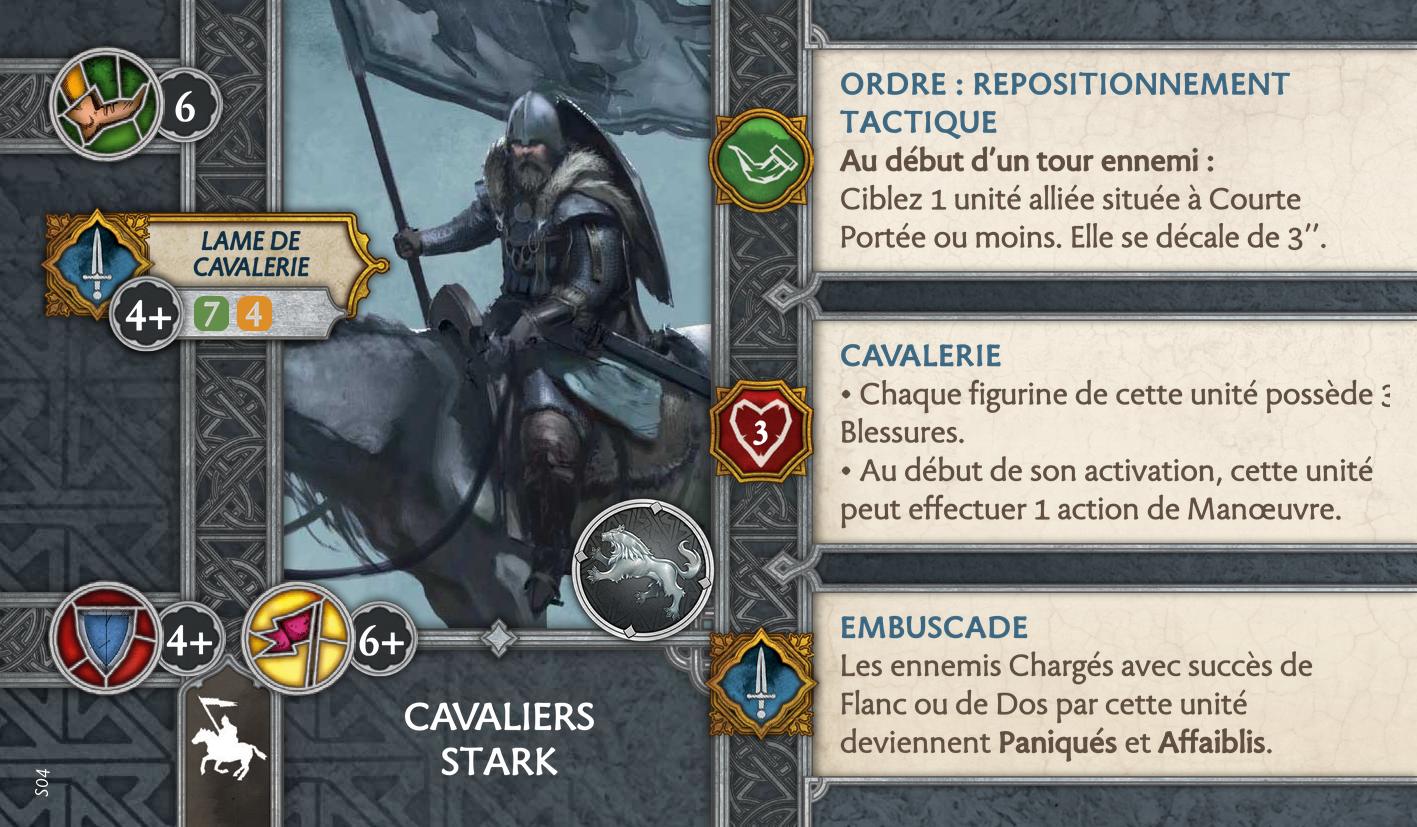 6
LAME DE
CAVALERIE
4+ 7 4
4+ 6+
CAVALIERS
STARK
S04
ORDRE : REPOSITIONNEMENT
TACTIQUE
Au début d’un tour ennemi :
Ciblez 1 unité alliée située à Courte
Portée ou moins. Elle se décale de 3’’.
3
CAVALERIE
• Chaque figurine de cette unité possède 3
Blessures.
• Au début de son activation, cette unité
peut effectuer 1 action de Manœuvre.
EMBUSCADE
Les ennemis Chargés avec succès de
Flanc ou de Dos par cette unité
deviennent Paniqués et Affaiblis.